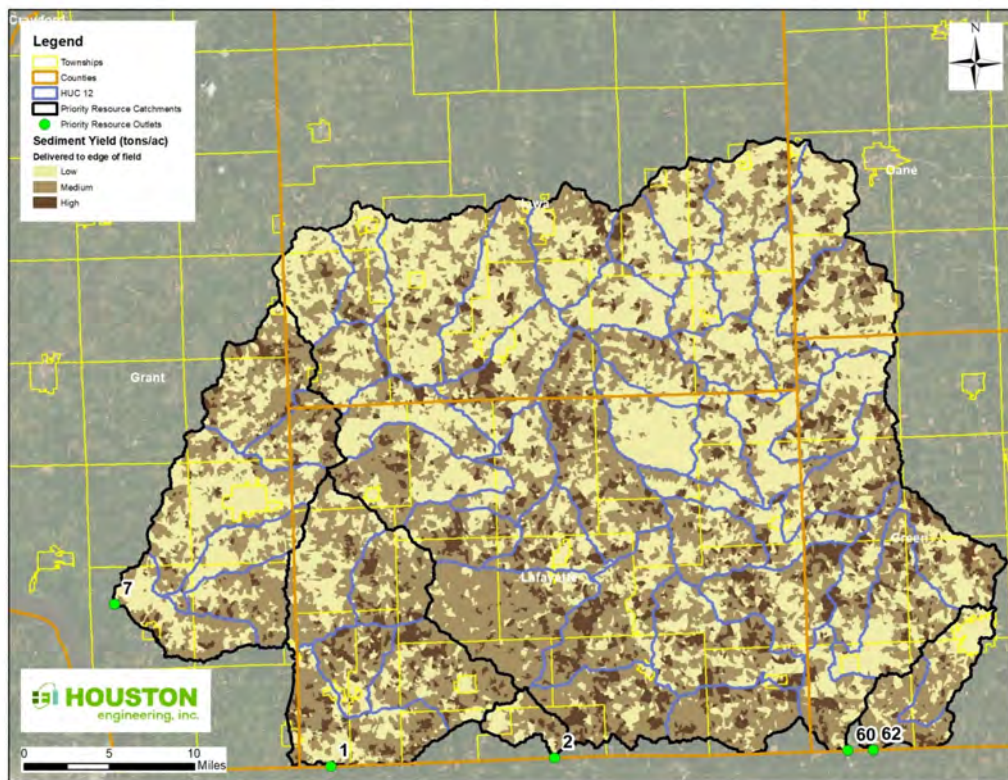 Crawford
Legend
Townships
Counties
HUC 12
Priority Resource Catchments
Priority Resource Outlets
Sediment Yield (tons/ac)
Delivered to edge of field
Low
Medium
High
N
Dane
Iowa
Grant
Green
Lafayette
7
HOUSTON
engineering, inc.
1
2
60 62
0 5 10
Miles